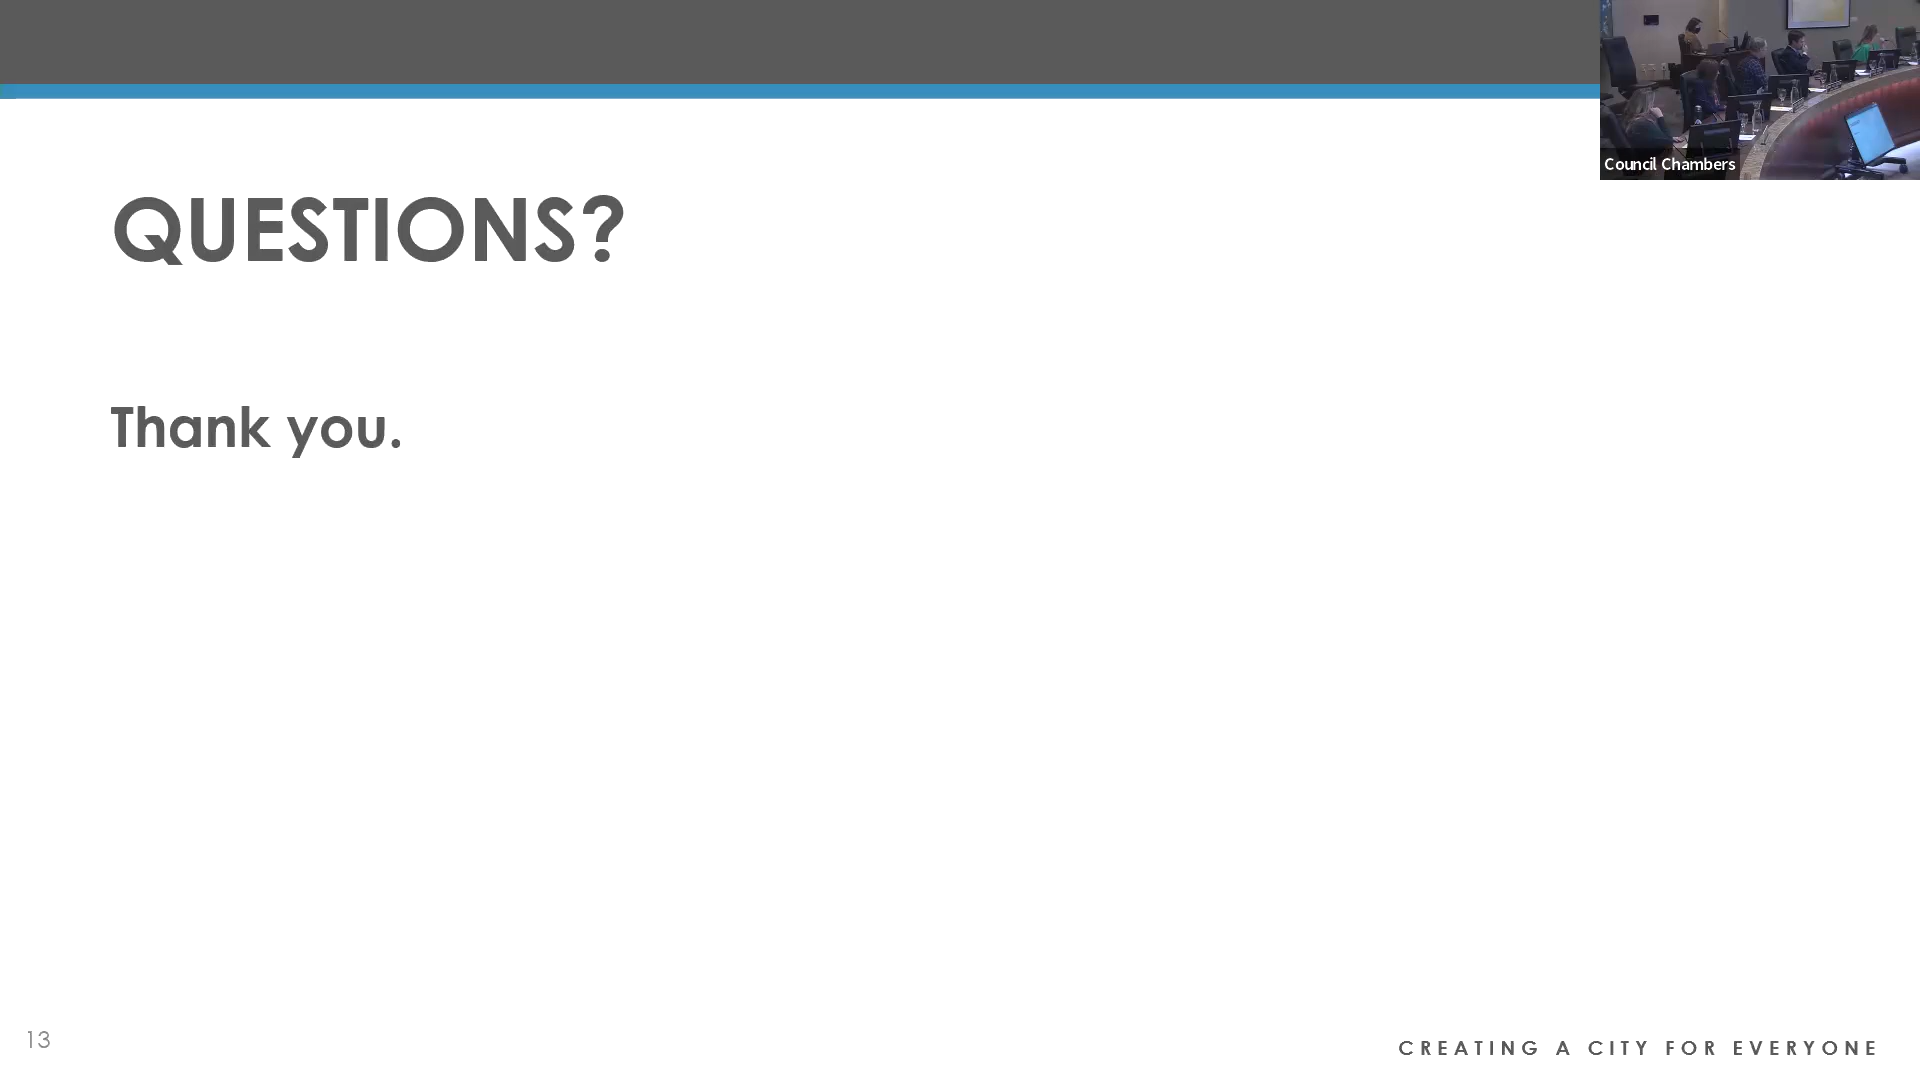 Council Chambers
QUESTIONS?
Thank you.
13
CREATING A CITY FOR EVERYONE